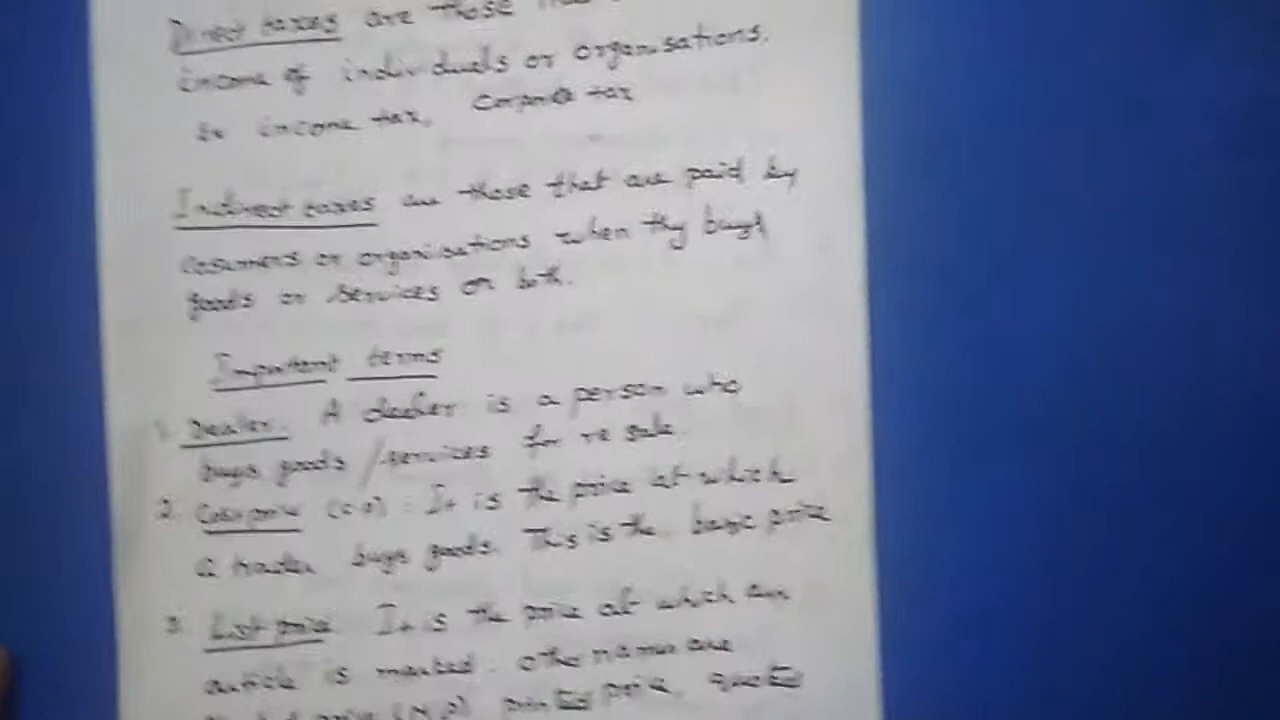 Direct taxes are those
income of individuals or organisations.
Ex income tax, Corporate tax
Indirect taxes are those that are paid by
cosumers or organisations when they buys
goods or services or both.
Important terms
1. Dealer. A dealer is a person who
buys goods / services for re sale.
2. Cost price (C.P) : It is the price at which
a trader buys goods. This is the basic price
3. List price It is the price at which an
article is marked. Other names are
price (M.P) printed price, quoted